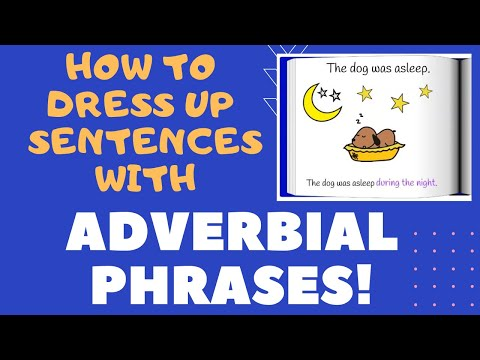 HOW TO
DRESS UP
SENTENCES
WITH
ADVERBIAL
PHRASES!
The dog was asleep.
z z z
The dog was asleep during the night.